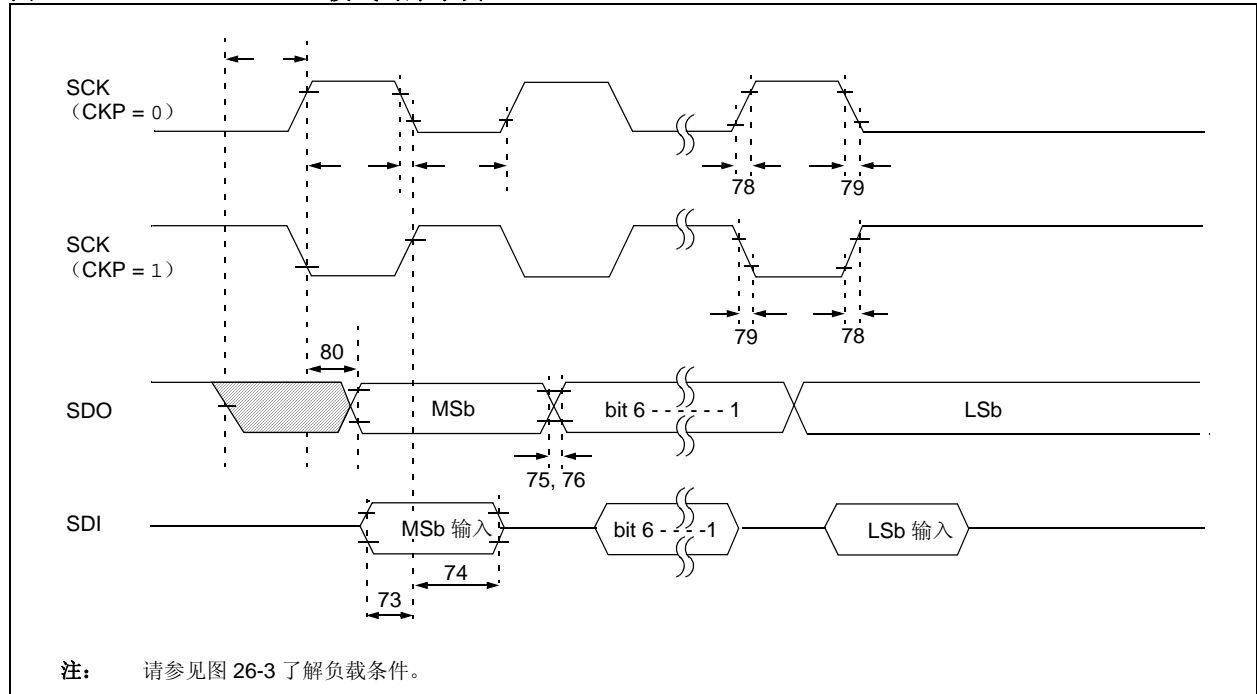 SCK
（CKP = 0）
78
79
SCK
（CKP = 1）
79
78
80
SDO
MSb
bit 6 - - - - - - 1
LSb
75, 76
SDI
MSb 输入
bit 6 - - - -1
LSb 输入
74
73
注： 请参见图 26-3 了解负载条件。